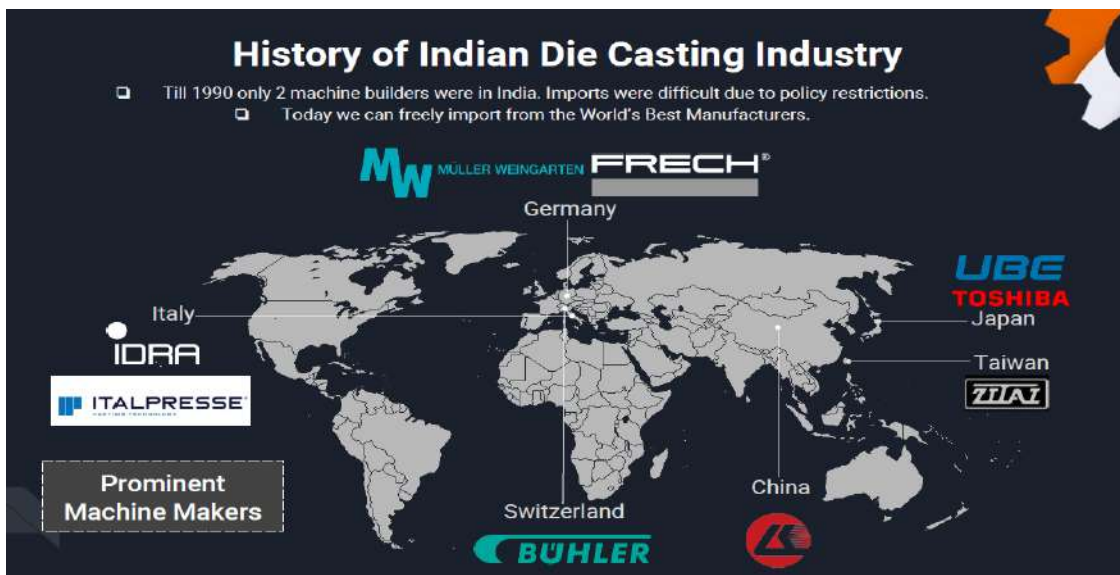 History of Indian Die Casting Industry
Till 1990 only 2 machine builders were in India. Imports were difficult due to policy restrictions.
Today we can freely import from the World's Best Manufacturers.
MW MÜLLER WEINGARTEN FRECH®
Germany
UBE
TOSHIBA
Italy
Japan
IDRA
Taiwan
ITALPRESSE
Prominent
Machine Makers
China
Switzerland
BÜHLER